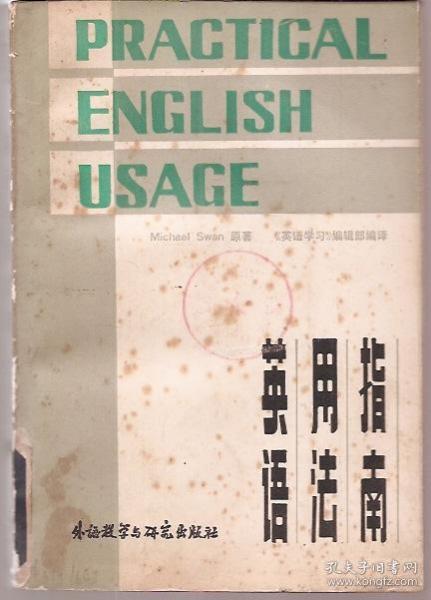 PRACTICAL
ENGLISH
USAGE
Michael Swan 原著 《英语学习》编辑部编译
英语
用法
指南
外语教学与研究出版社
孔夫子旧书网
www.kongfz.com